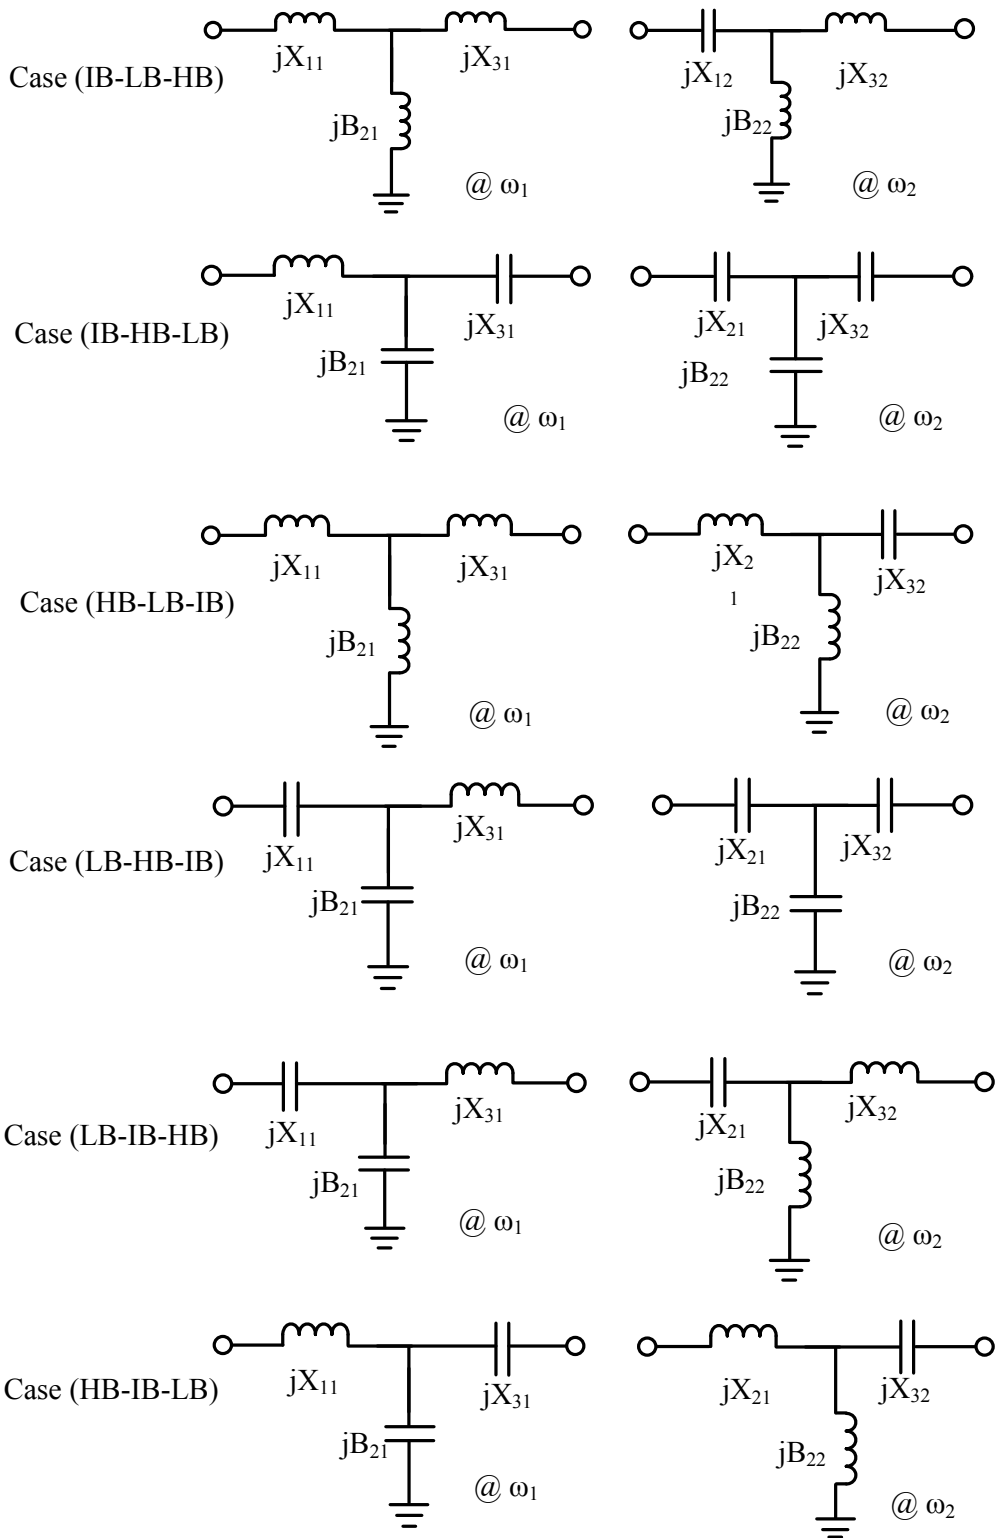 jX11 jX31 jX12 jX32
Case (IB-LB-HB)
jB21 jB22
@ ω1 @ ω2
jX11 jX31 jX21 jX32
Case (IB-HB-LB)
jB21 jB22
@ ω1 @ ω2
jX11 jX31 jX2 jX32
1
Case (HB-LB-IB)
jB21 jB22
@ ω1 @ ω2
jX11 jX31 jX21 jX32
Case (LB-HB-IB)
jB21 jB22
@ ω1 @ ω2
jX11 jX31 jX21 jX32
Case (LB-IB-HB)
jB21 jB22
@ ω1 @ ω2
jX11 jX31 jX21 jX32
Case (HB-IB-LB)
jB21 jB22
@ ω1 @ ω2